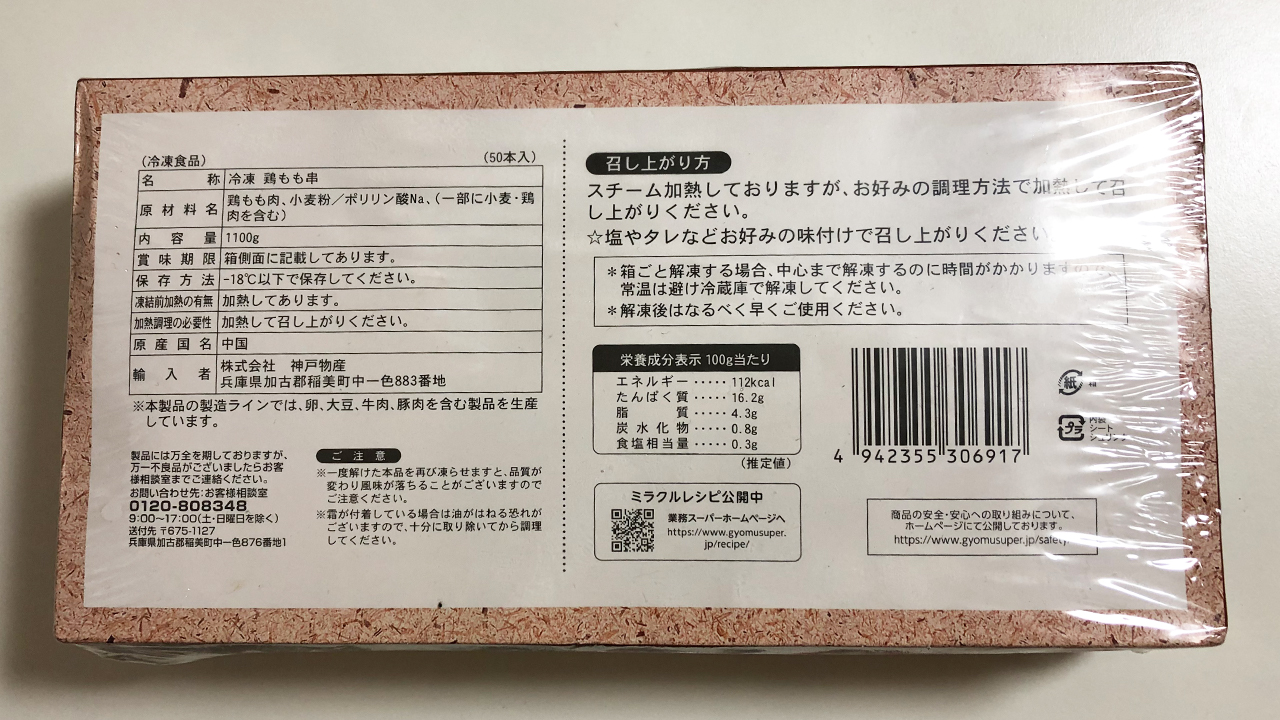 (冷凍食品) (50本入)
名称 冷凍 鶏もも串
原材料名 鶏もも肉、小麦粉／ポリリン酸Na、(一部に小麦・鶏
肉を含む)
内容量 1100g
賞味期限 箱側面に記載してあります。
保存方法 -18℃以下で保存してください。
凍結前加熱の有無 加熱してあります。
加熱調理の必要性 加熱して召し上がりください。
原産国名 中国
輸入者 株式会社 神戸物産
兵庫県加古郡稲美町中一色883番地
※本製品の製造ラインでは、卵、大豆、牛肉、豚肉を含む製品を生産
しています。
製品には万全を期しておりますが、
万一不良品がございましたらお客
様相談室までご連絡ください。
お問い合わせ先:お客様相談室
0120-808348
9:00〜17:00(土・日曜日を除く)
送付先 〒675-1127
兵庫県加古郡稲美町中一色876番地1
ご注意
※一度解けた本品を再び凍らせますと、品質が
変わり風味が落ちることがございますので
ご注意ください。
※霜が付着している場合は油がはねる恐れが
ございますので、十分に取り除いてから調理
してください。
召し上がり方
スチーム加熱しておりますが、お好みの調理方法で加熱して召
し上がりください。
☆塩やタレなどお好みの味付けで召し上がりください
＊箱ごと解凍する場合、中心まで解凍するのに時間がかかります
常温は避け冷蔵庫で解凍してください。
＊解凍後はなるべく早くご使用ください。
栄養成分表示 100g当たり
エネルギー・・・・・112kcal
たんぱく質・・・・・16.2g
脂質・・・・・4.3g
炭水化物・・・・・0.8g
食塩相当量・・・・・0.3g
(推定値)
ミラクルレシピ公開中
業務スーパーホームページへ
https://www.gyomusuper.
jp/recipe/
4 942355 306917
紙 箱
プラ 内袋
シート
シュリンク
商品の安全・安心への取り組みについて、
ホームページにて公開しております。
https://www.gyomusuper.jp/safety/